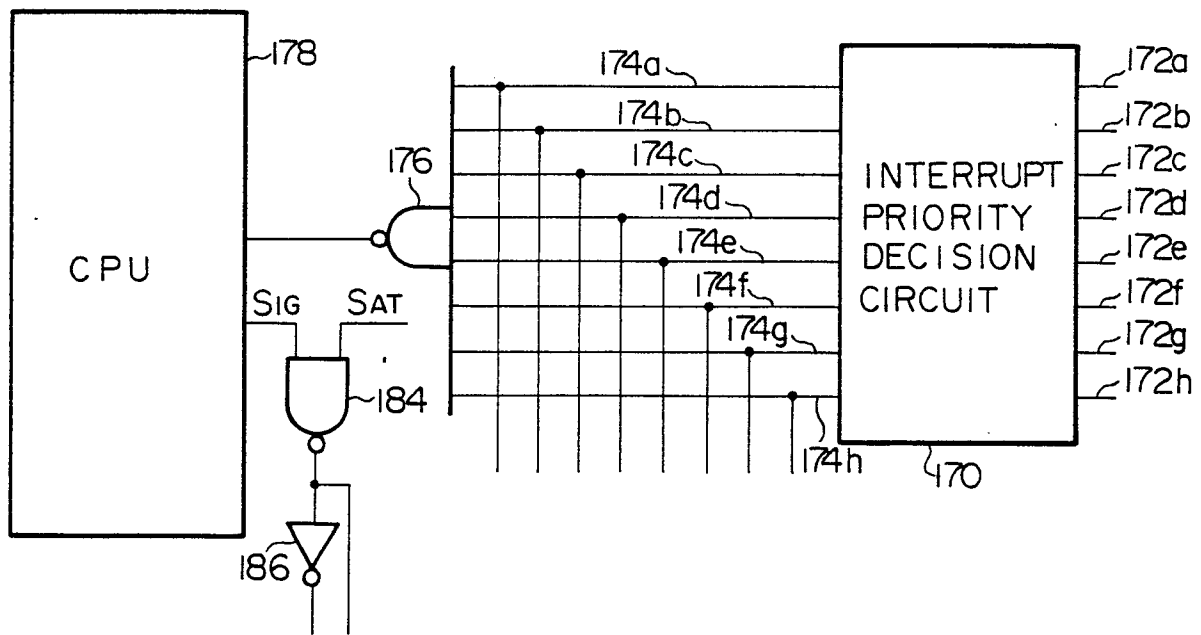 178
174a
172a
174b
172b
176
174c
172c
INTERRUPT
174d
172d
PRIORITY
174e
172e
DECISION
CPU
174f
172f
CIRCUIT
SIG
SAT
174g
172g
184
172h
174h
170
186